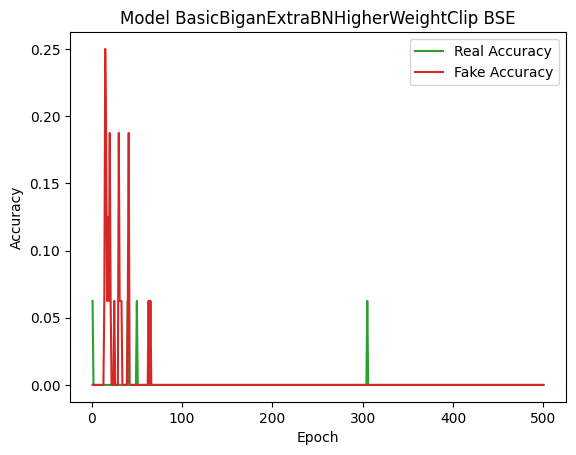 Model BasicBiganExtraBNHigherWeightClip BSE
Real Accuracy
Fake Accuracy
0.25
0.20
0.15
0.10
0.05
0.00
Accuracy
0 100 200 300 400 500
Epoch